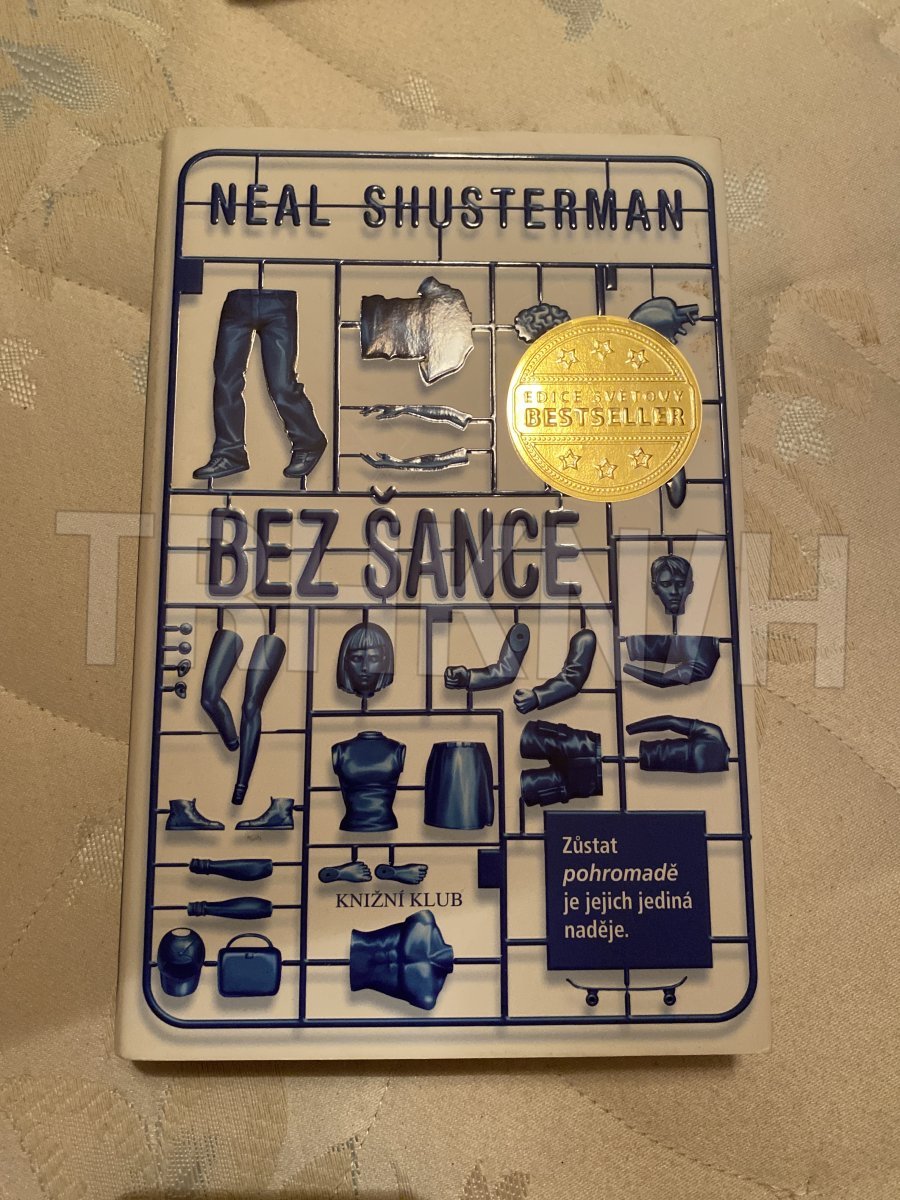 NEAL SHUSTERMAN
EDICE SVĚTOVÝ
BESTSELLER
BEZ ŠANCE
Zůstat
pohromadě
je jejich jediná
naděje.
KNIŽNÍ KLUB